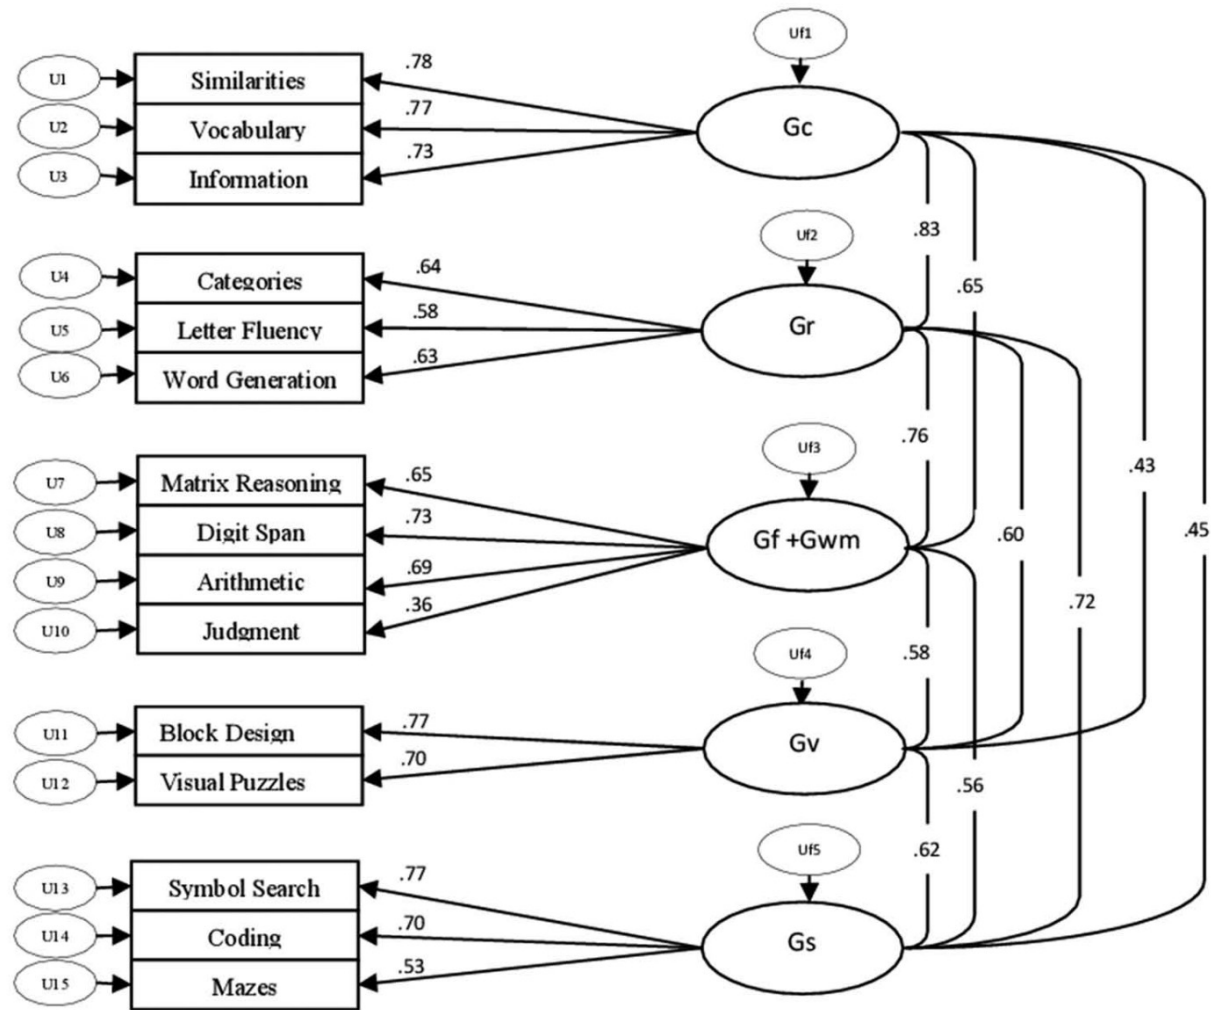 Uf1
U1 Similarities .78
Gc
U2 Vocabulary .77
U3 Information .73
.83
Uf2
U4 Categories .64
.65
U5 Letter Fluency .58
Gr
U6 Word Generation .63
.76
Uf3
.43
U7 Matrix Reasoning .65
U8 Digit Span .73
Gf +Gwm
.60
.45
U9 Arithmetic .69
.72
U10 Judgment .36
.58
Uf4
U11 Block Design .77
Gv
U12 Visual Puzzles .70
.56
.62
Uf5
U13 Symbol Search .77
U14 Coding .70
Gs
U15 Mazes .53